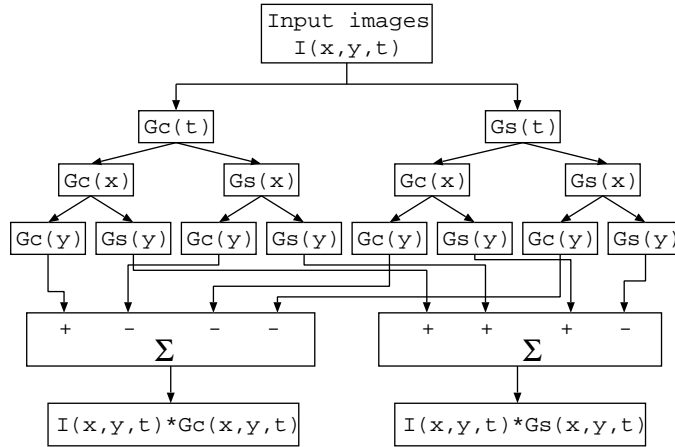 Input images
I(x,y,t)
Gc(t) Gs(t)
Gc(x) Gs(x) Gc(x) Gs(x)
Gc(y) Gs(y) Gc(y) Gs(y) Gc(y) Gs(y) Gc(y) Gs(y)
+ - - - + + + -
Σ Σ
I(x,y,t)*Gc(x,y,t) I(x,y,t)*Gs(x,y,t)